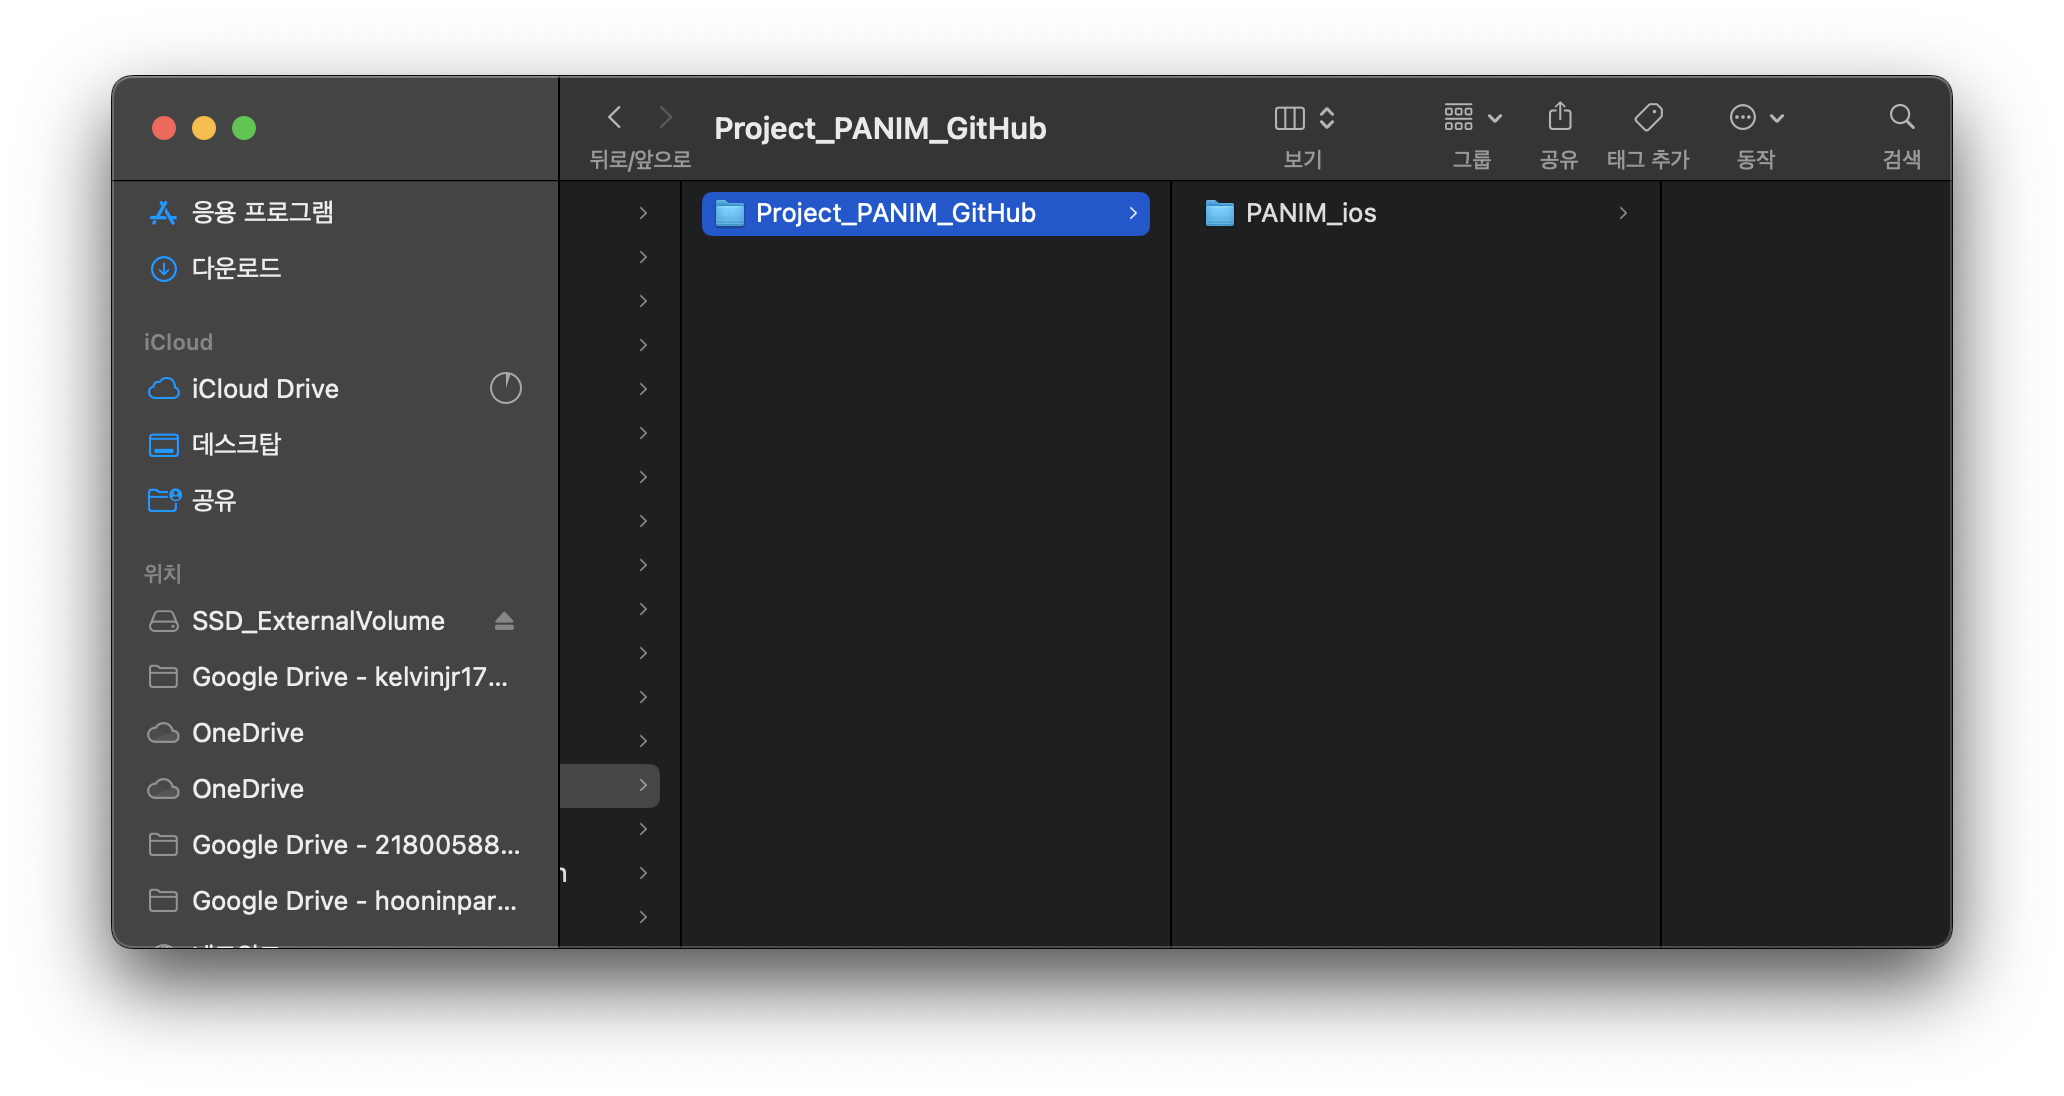 Project_PANIM_GitHub
뒤로/앞으로
보기
그룹
공유
태그 추가
동작
검색
응용 프로그램
다운로드
iCloud
iCloud Drive
데스크탑
공유
위치
SSD_ExternalVolume
Google Drive - kelvinjr17...
OneDrive
OneDrive
Google Drive - 21800588...
Google Drive - hooninpar...
Project_PANIM_GitHub
PANIM_ios